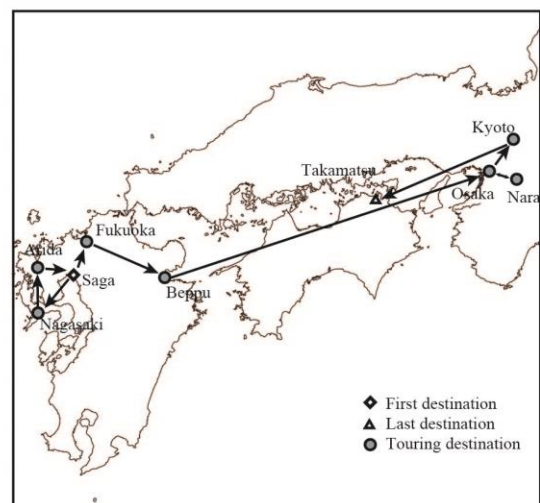 Kyoto
Takamatsu
Osaka
Nara
Fukuoka
Arida
Saga
Beppu
Nagasaki
First destination
Last destination
Touring destination